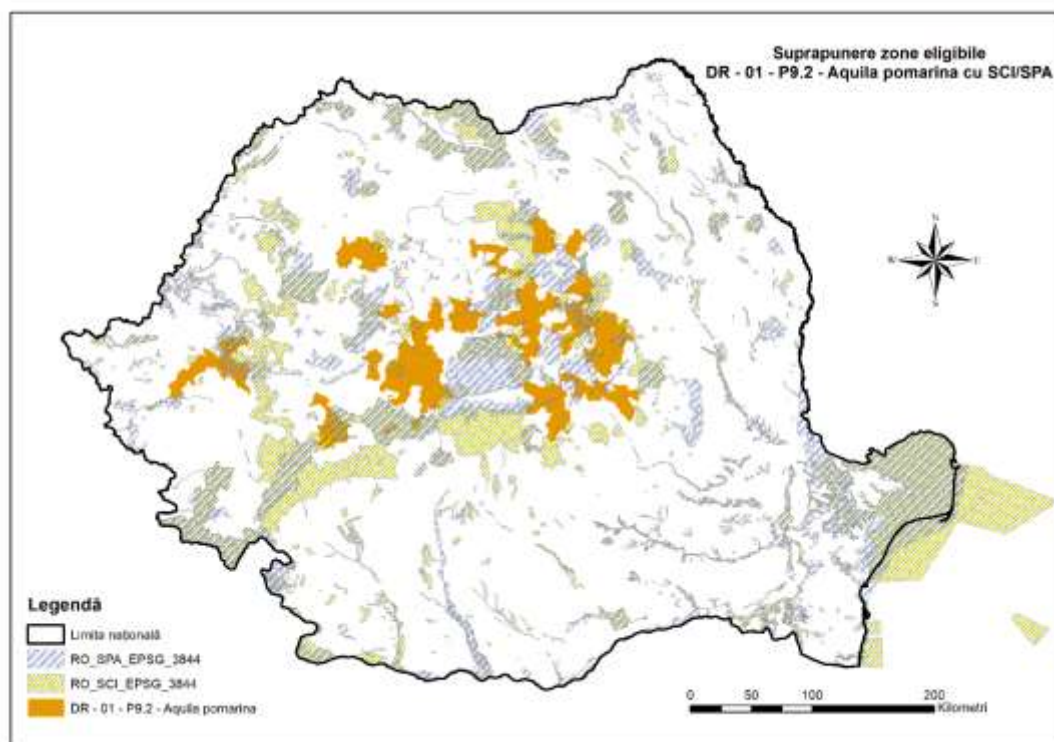 Suprapunere zone eligibile
DR - 01 - P9.2 - Aquila pomarina cu SCI/SPA
N
E
S
Legendă
Limita națională
RO_SPA_EPSG_3844
RO_SCI_EPSG_3844
DR - 01 - P9.2 - Aquila pomarina
0 50 100 200
Kilometri